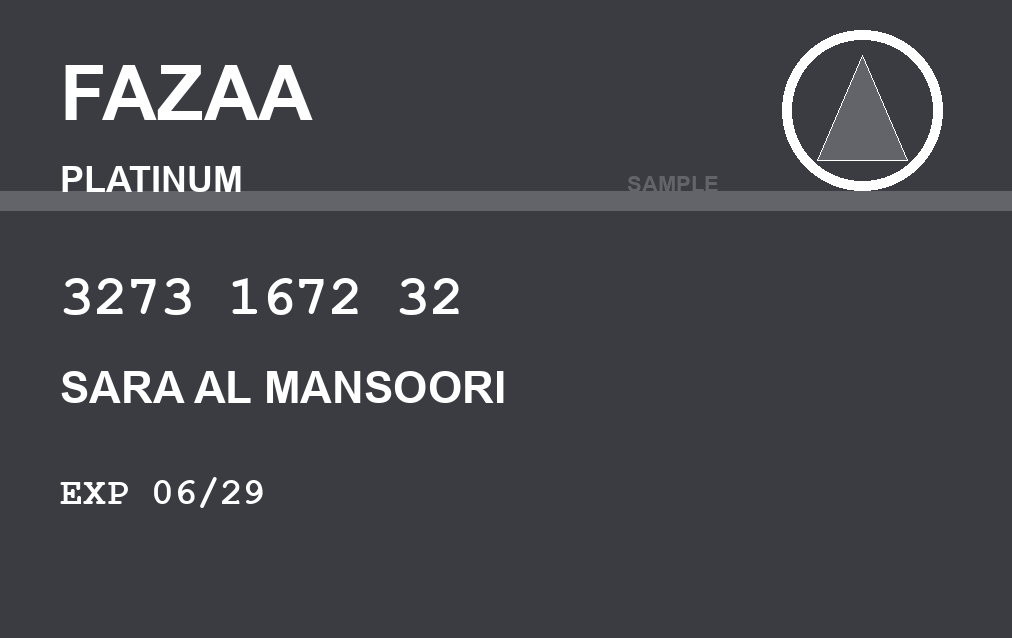 FAZAA
PLATINUM
SAMPLE
3273 1672 32
SARA AL MANSOORI
EXP 06/29